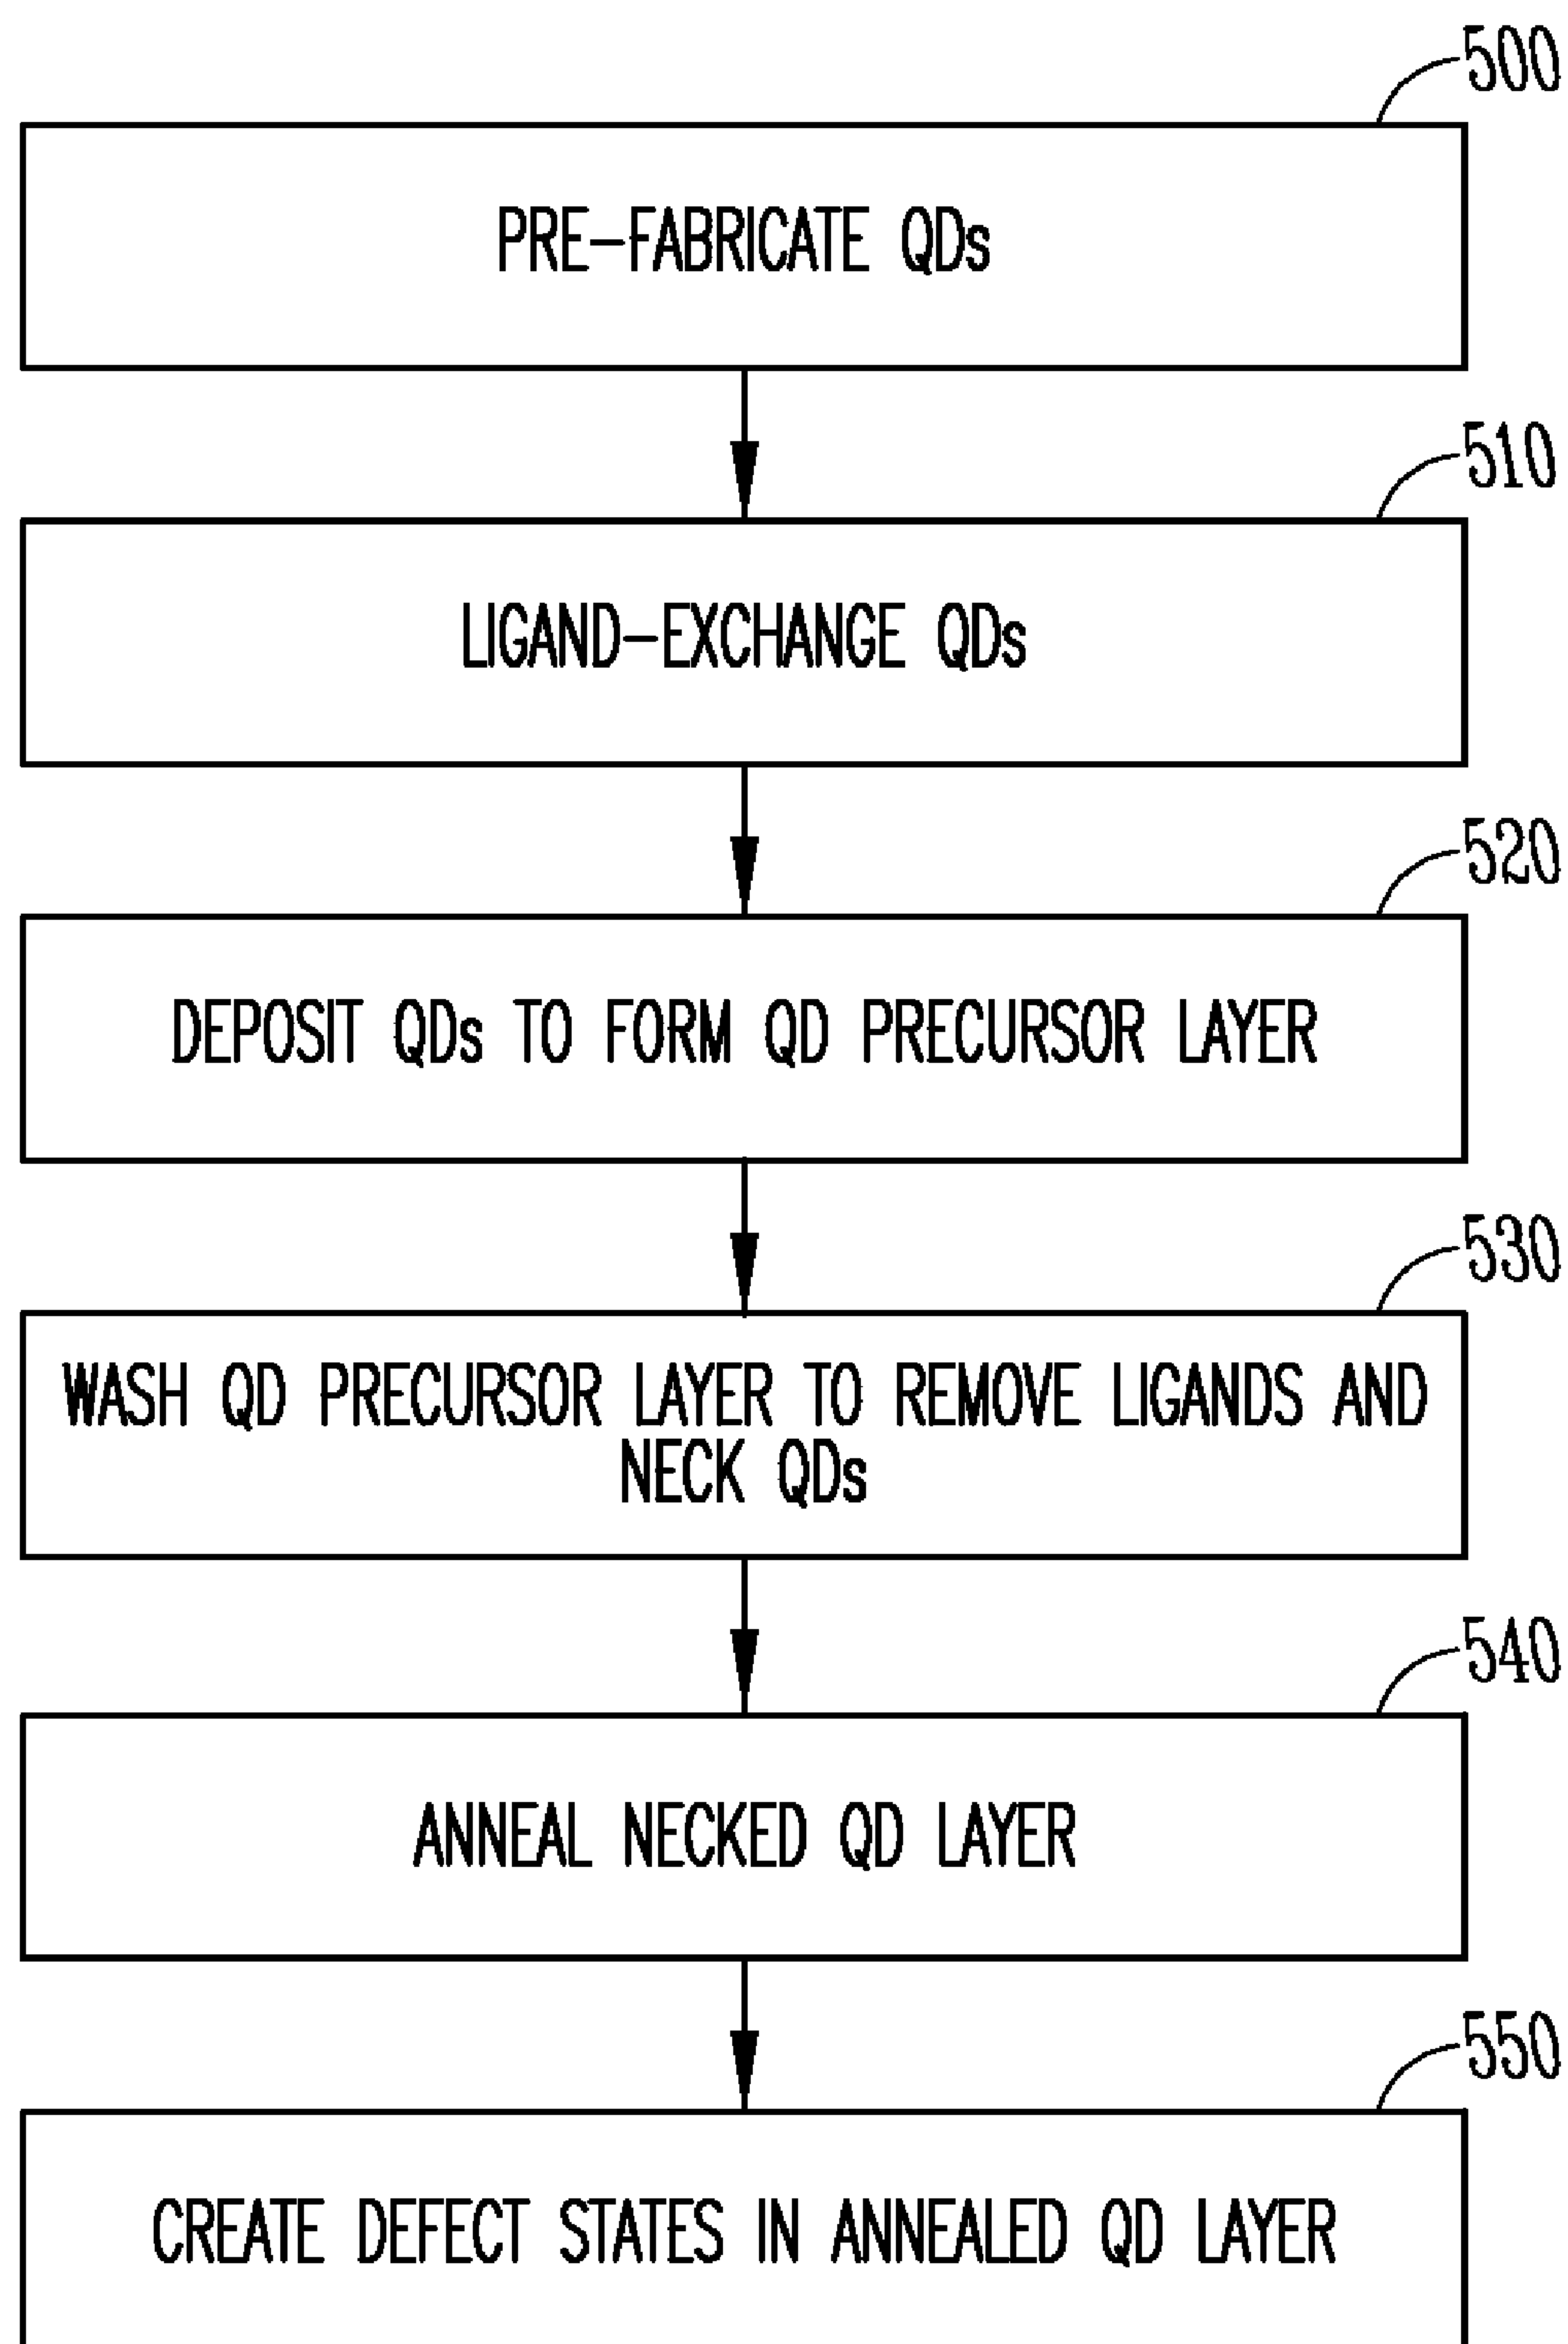 500
PRE-FABRICATE QDs
510
LIGAND-EXCHANGE QDs
520
DEPOSIT QDs TO FORM QD PRECURSOR LAYER
530
WASH QD PRECURSOR LAYER TO REMOVE LIGANDS AND
NECK QDs
540
ANNEAL NECKED QD LAYER
550
CREATE DEFECT STATES IN ANNEALED QD LAYER